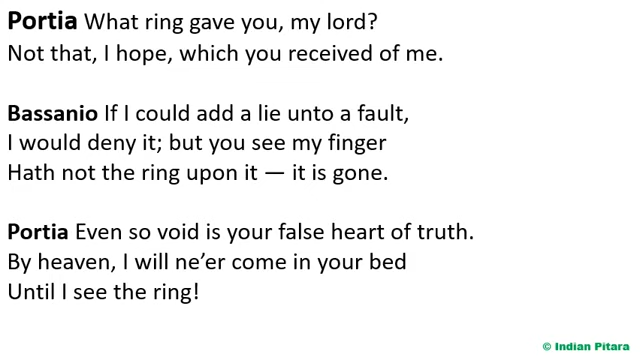 Portia What ring gave you, my lord?
Not that, I hope, which you received of me.
Bassanio If I could add a lie unto a fault,
I would deny it; but you see my finger
Hath not the ring upon it — it is gone.
Portia Even so void is your false heart of truth.
By heaven, I will ne’er come in your bed
Until I see the ring!
© Indian Pitara